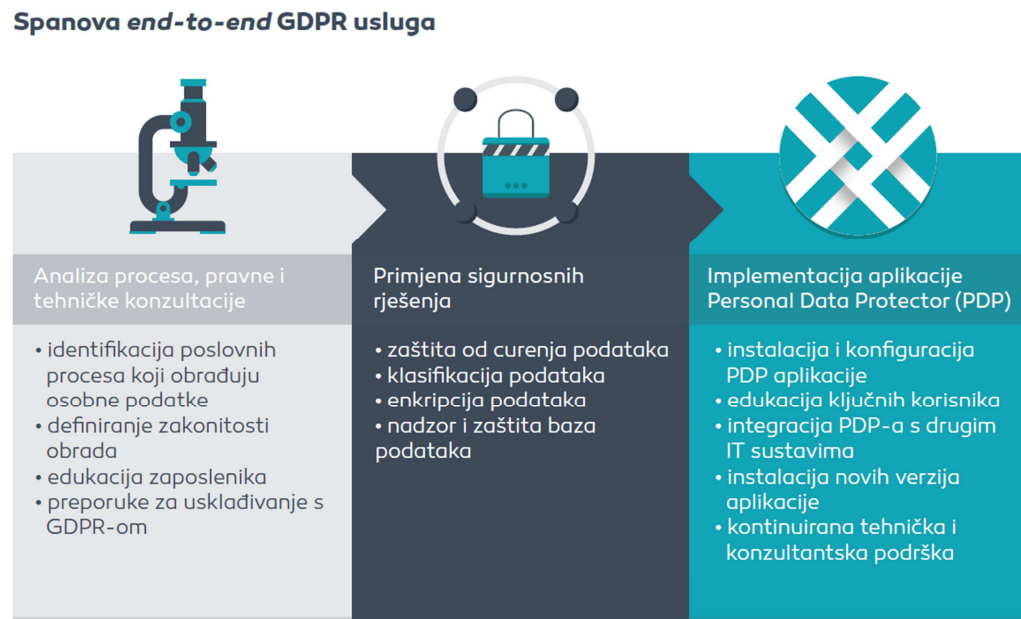 Spanova end-to-end GDPR usluga
Analiza procesa, pravne i
tehničke konzultacije
• identifikacija poslovnih
procesa koji obrađuju
osobne podatke
• definiranje zakonitosti
obrada
• edukacija zaposlenika
• preporuke za usklađivanje s
GDPR-om
Primjena sigurnosnih
rješenja
• zaštita od curenja podataka
• klasifikacija podataka
• enkripcija podataka
• nadzor i zaštita baza
podataka
Implementacija aplikacije
Personal Data Protector (PDP)
• instalacija i konfiguracija
PDP aplikacije
• edukacija ključnih korisnika
• integracija PDP-a s drugim
IT sustavima
• instalacija novih verzija
aplikacije
• kontinuirana tehnička i
konzultantska podrška